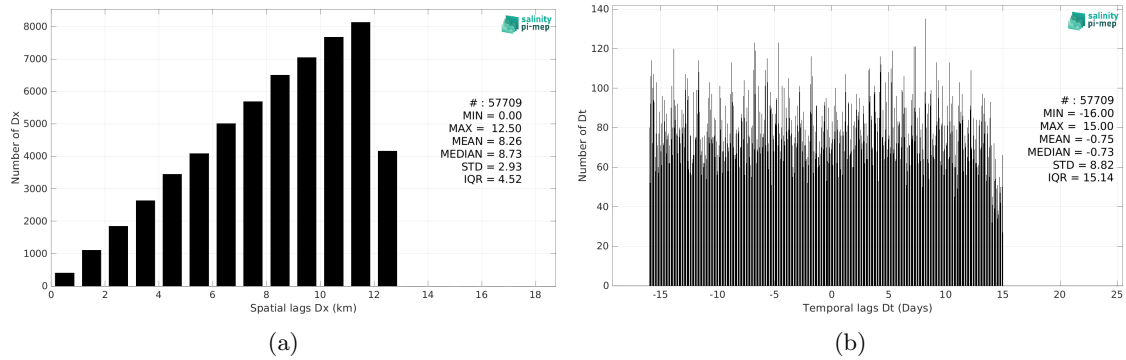 8000
7000
6000
5000
4000
3000
2000
1000
0
Number of Dx
0 2 4 6 8 10 12 14 16 18
Spatial lags Dx (km)
salinity
pi-mep
# : 57709
MIN = 0.00
MAX = 12.50
MEAN = 8.26
MEDIAN = 8.73
STD = 2.93
IQR = 4.52
(a)
140
120
100
80
60
40
20
0
Number of Dt
-15 -10 -5 0 5 10 15 20 25
Temporal lags Dt (Days)
salinity
pi-mep
# : 57709
MIN = -16.00
MAX = 15.00
MEAN = -0.75
MEDIAN = -0.73
STD = 8.82
IQR = 15.14
(b)